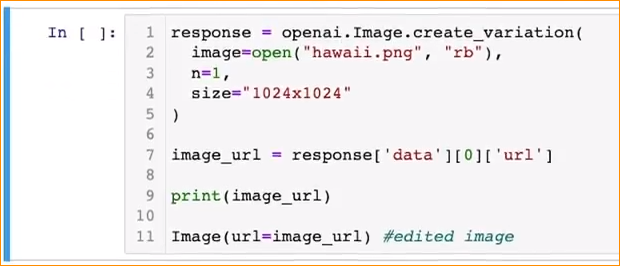 In [ ]:
1 response = openai.Image.create_variation(
2   image=open("hawaii.png", "rb"),
3   n=1,
4   size="1024x1024"
5 )
6
7 image_url = response['data'][0]['url']
8
9 print(image_url)
10
11 Image(url=image_url) #edited image